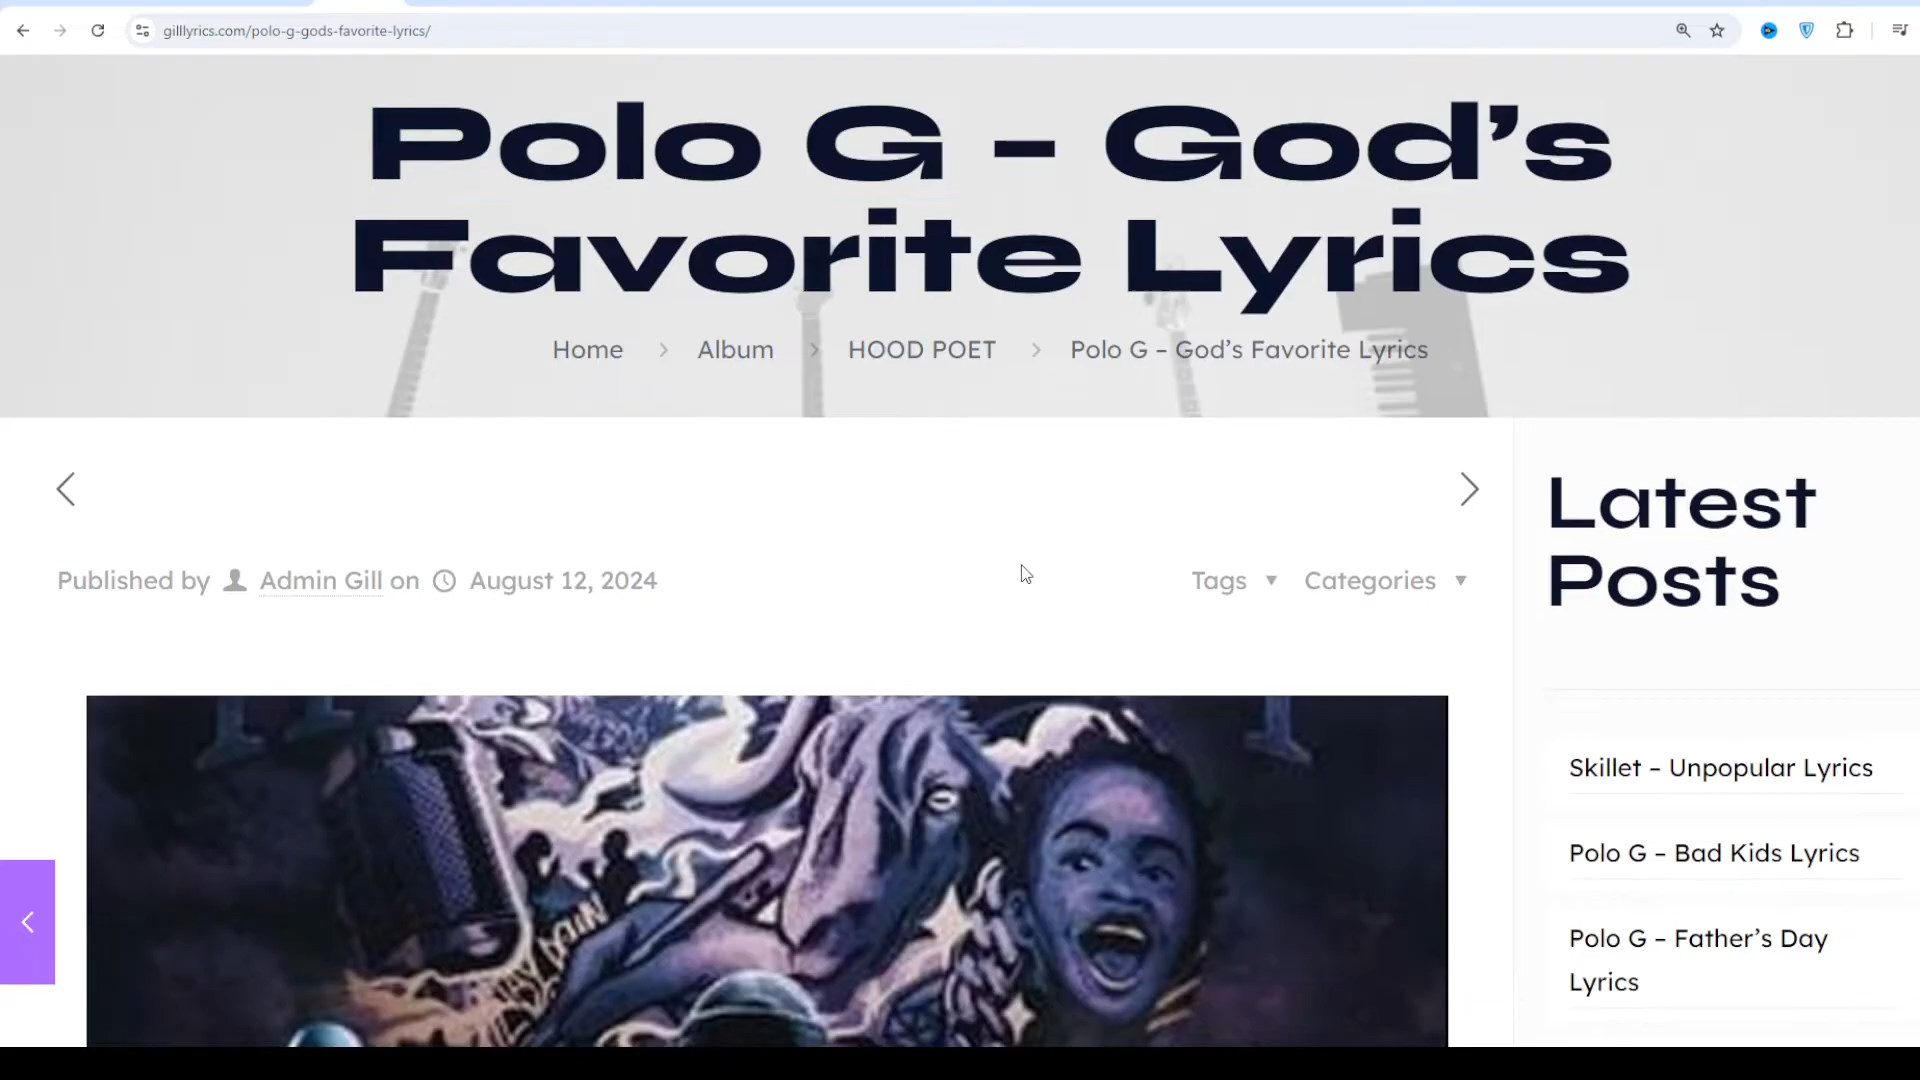 gilllyrics.com/polo-g-gods-favorite-lyrics/
Polo G – God’s
Favorite Lyrics
Home > Album > HOOD POET > Polo G – God’s Favorite Lyrics
Published by Admin Gill on August 12, 2024
Tags ▼ Categories ▼
Latest
Posts
Skillet – Unpopular Lyrics
Polo G – Bad Kids Lyrics
Polo G – Father’s Day
Lyrics